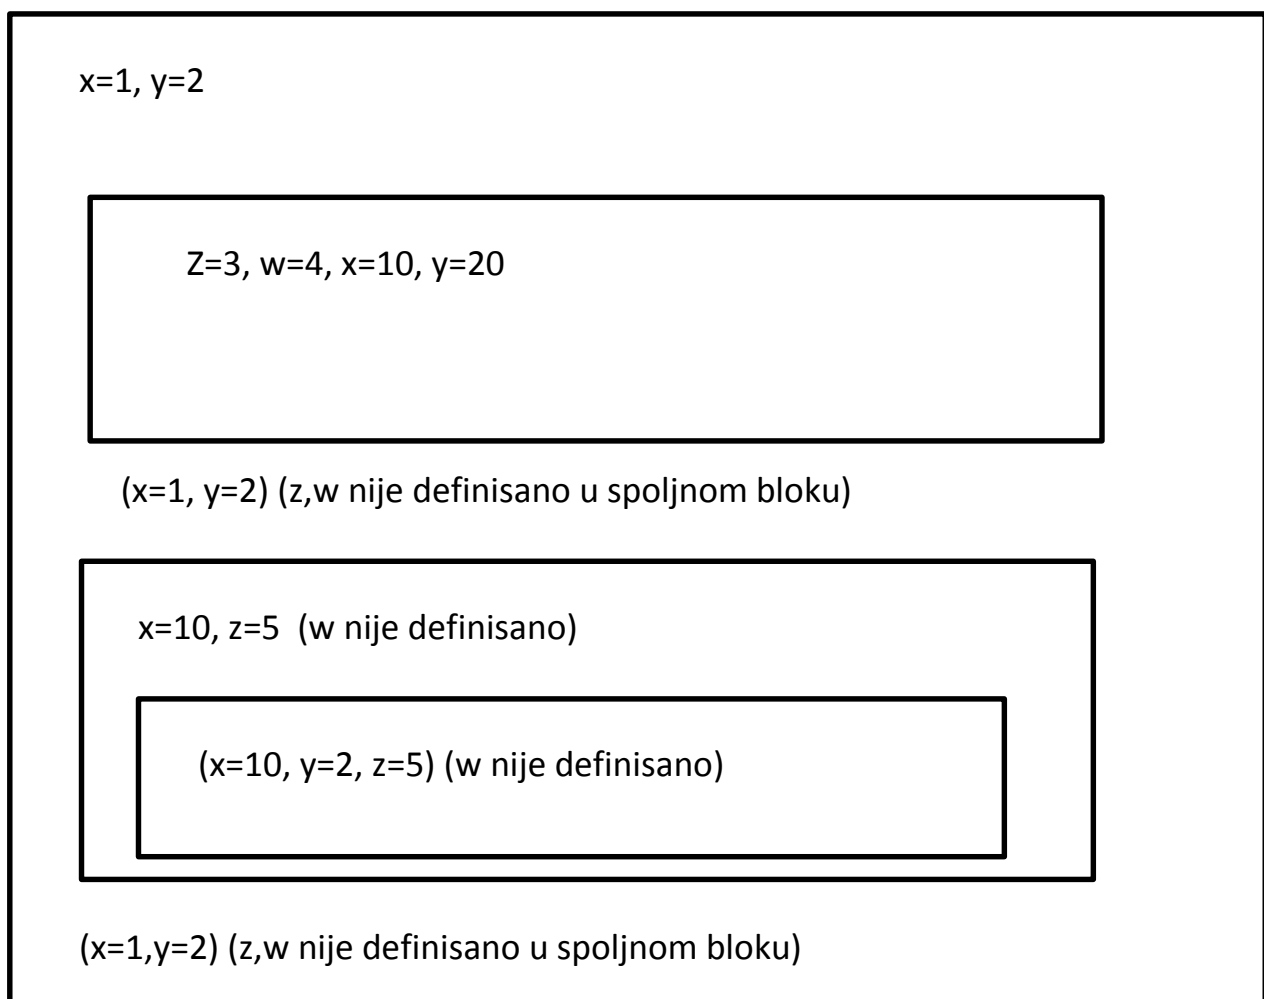 x=1, y=2
Z=3, w=4, x=10, y=20
(x=1, y=2) (z,w nije definisano u spoljnom bloku)
x=10, z=5  (w nije definisano)
(x=10, y=2, z=5) (w nije definisano)
(x=1,y=2) (z,w nije definisano u spoljnom bloku)